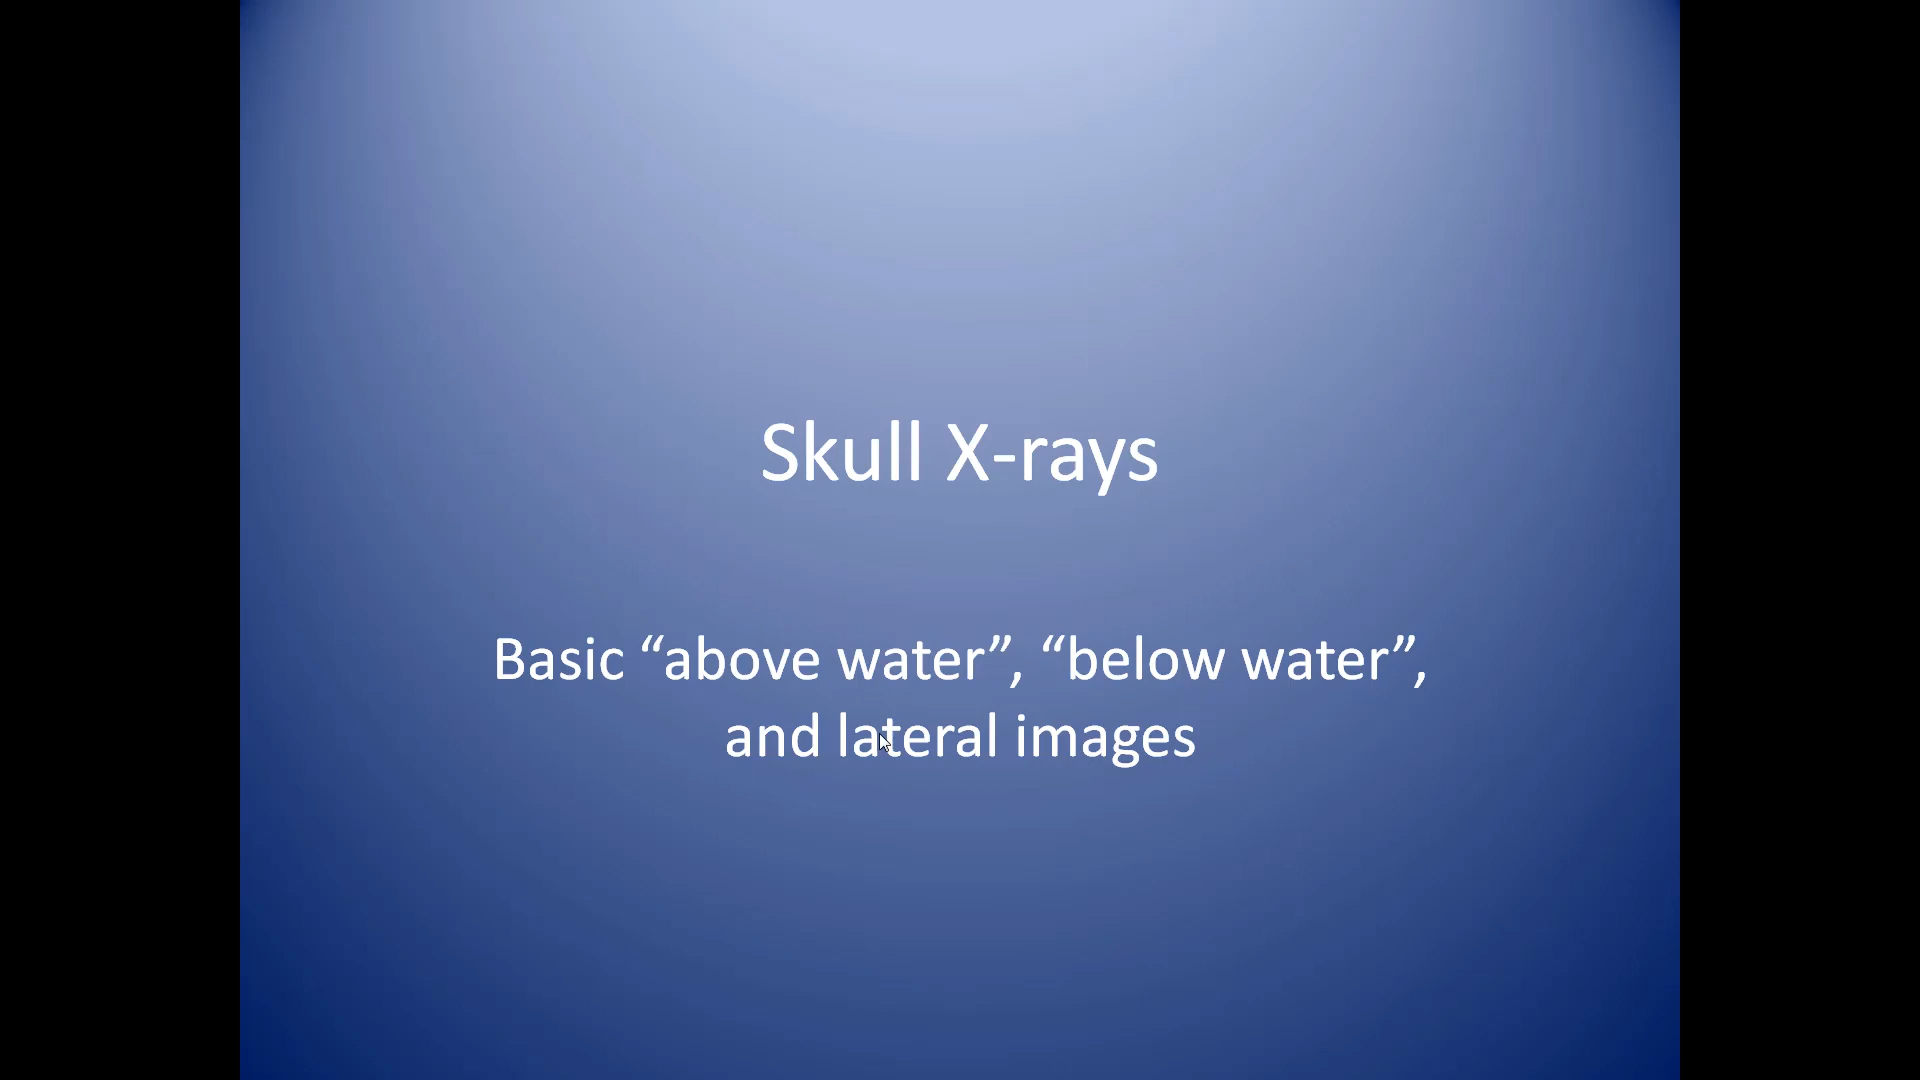 Skull X-rays
Basic “above water”, “below water”,
and lateral images